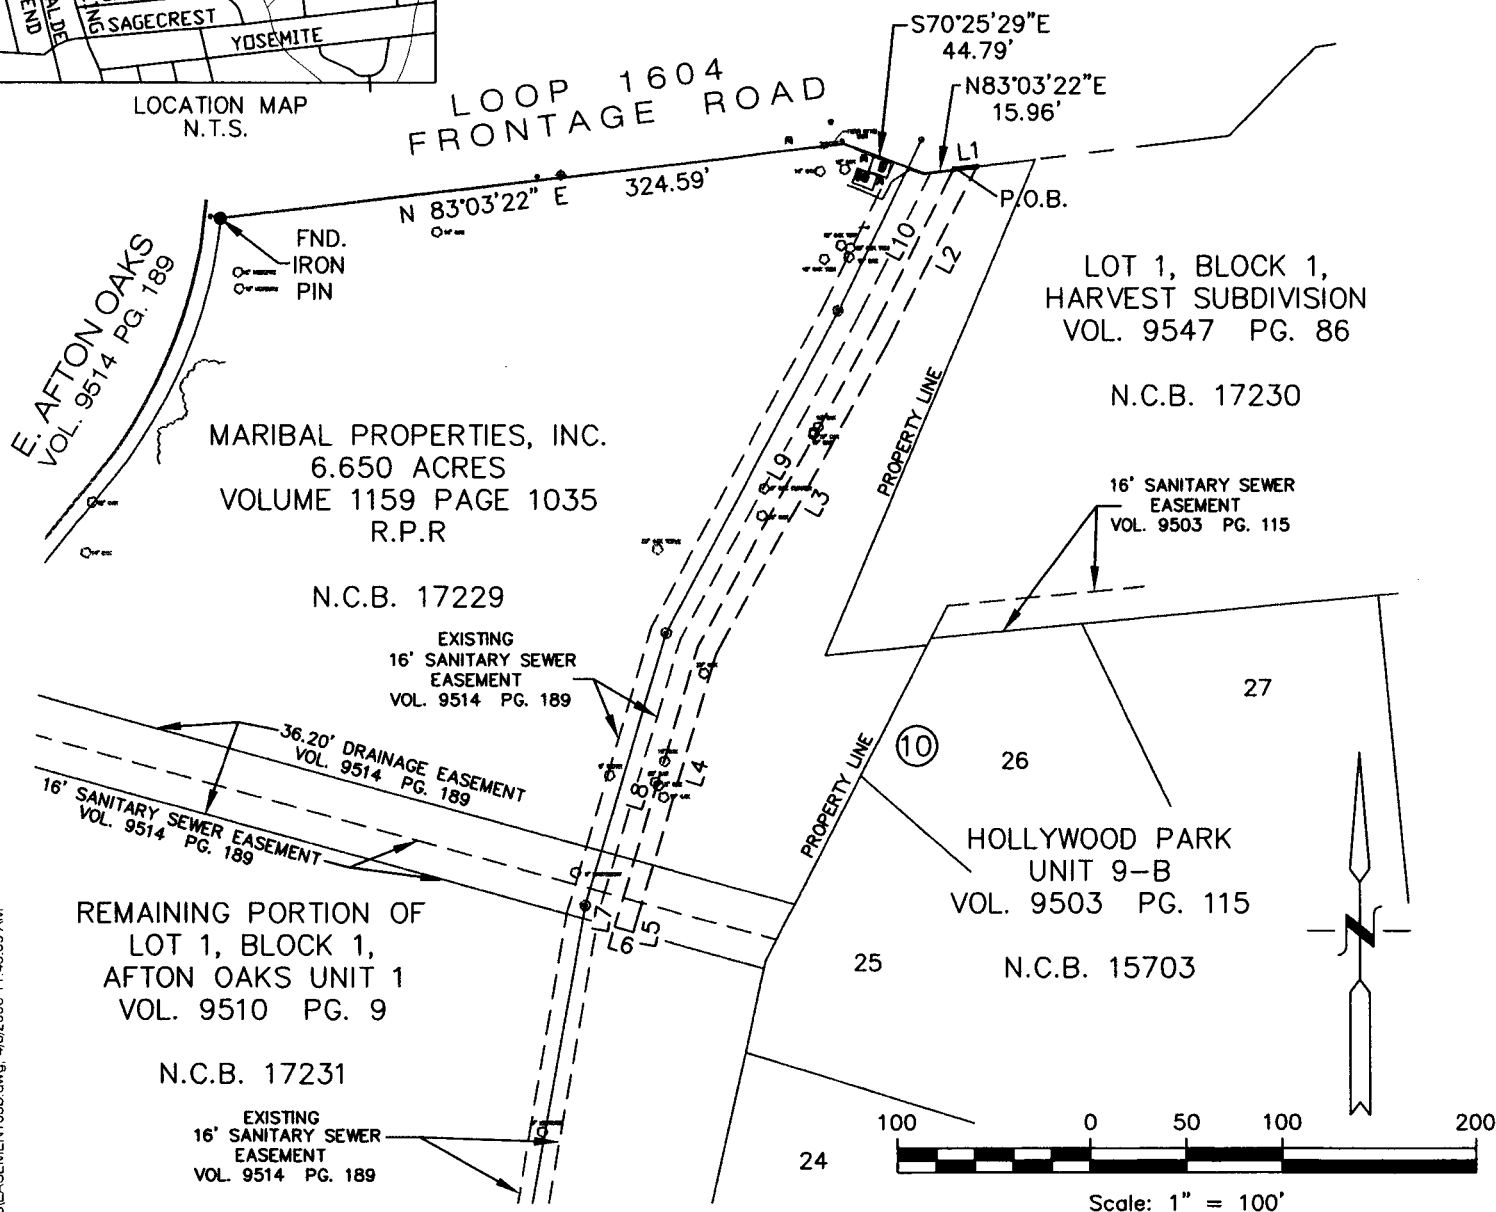 END
ALDE
ING
SAGECREST
YOSEMITE
LOCATION MAP
N.T.S.
LOOP 1604
FRONTAGE ROAD
S70°25'29"E
44.79'
N83°03'22"E
15.96'
L1
P.O.B.
N 83°03'22" E 324.59'
FND.
IRON
PIN
E. AFTON OAKS
VOL. 9514 PG. 189
L10
L2
LOT 1, BLOCK 1,
HARVEST SUBDIVISION
VOL. 9547 PG. 86
N.C.B. 17230
PROPERTY LINE
MARIBAL PROPERTIES, INC.
6.650 ACRES
VOLUME 1159 PAGE 1035
R.P.R
N.C.B. 17229
L9
L3
16' SANITARY SEWER
EASEMENT
VOL. 9503 PG. 115
EXISTING
16' SANITARY SEWER
EASEMENT
VOL. 9514 PG. 189
27
26
10
PROPERTY LINE
36.20' DRAINAGE EASEMENT
VOL. 9514 PG. 189
L8
L4
16' SANITARY SEWER EASEMENT
VOL. 9514 PG. 189
HOLLYWOOD PARK
UNIT 9-B
VOL. 9503 PG. 115
N.C.B. 15703
REMAINING PORTION OF
LOT 1, BLOCK 1,
AFTON OAKS UNIT 1
VOL. 9510 PG. 9
N.C.B. 17231
L7
L6
L5
25
N
EXISTING
16' SANITARY SEWER
EASEMENT
VOL. 9514 PG. 189
24
100 0 50 100 200
Scale: 1" = 100'